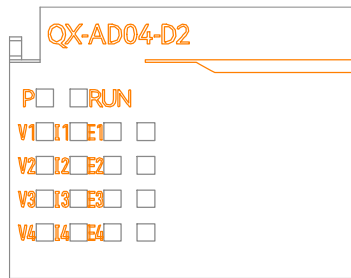 QX-AD04-D2
P RUN
V1 I1 E1
V2 I2 E2
V3 I3 E3
V4 I4 E4